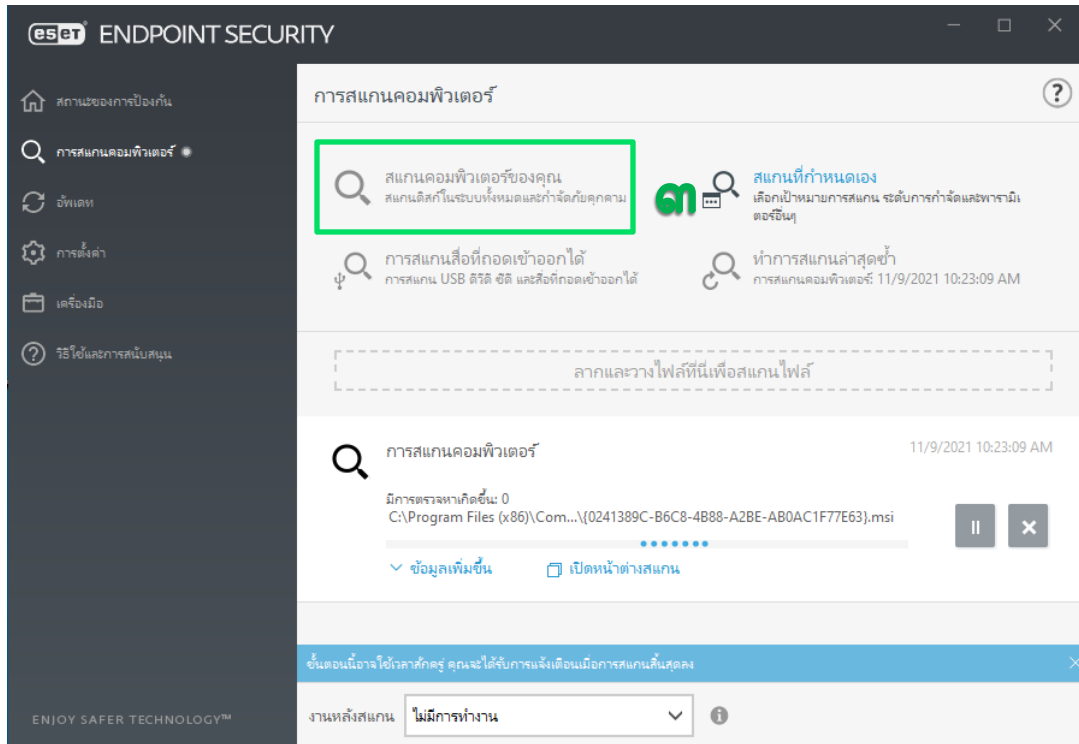 eset ENDPOINT SECURITY
สถานะของการป้องกัน
การสแกนคอมพิวเตอร์
อัพเดท
การตั้งค่า
เครื่องมือ
วิธีใช้และการสนับสนุน
ENJOY SAFER TECHNOLOGY™
การสแกนคอมพิวเตอร์
?
สแกนคอมพิวเตอร์ของคุณ
สแกนดิสก์ในระบบทั้งหมดและกำจัดภัยคุกคาม
๓
สแกนที่กำหนดเอง
เลือกเป้าหมายการสแกน ระดับการกำจัดและพารามิเ
ตอร์อื่นๆ
การสแกนสื่อที่ถอดเข้าออกได้
การสแกน USB ดีวีดี ซีดี และสื่อที่ถอดเข้าออกได้
ทำการสแกนล่าสุดซ้ำ
การสแกนคอมพิวเตอร์: 11/9/2021 10:23:09 AM
ลากและวางไฟล์ที่นี่เพื่อสแกนไฟล์
การสแกนคอมพิวเตอร์
11/9/2021 10:23:09 AM
มีการตรวจหาเกิดขึ้น: 0
C:\Program Files (x86)\Com...\{0241389C-B6C8-4B88-A2BE-AB0AC1F77E63}.msi
ข้อมูลเพิ่มขึ้น
เปิดหน้าต่างสแกน
ขั้นตอนนี้อาจใช้เวลาสักครู่ คุณจะได้รับการแจ้งเตือนเมื่อการสแกนสิ้นสุดลง
งานหลังสแกน
ไม่มีการทำงาน